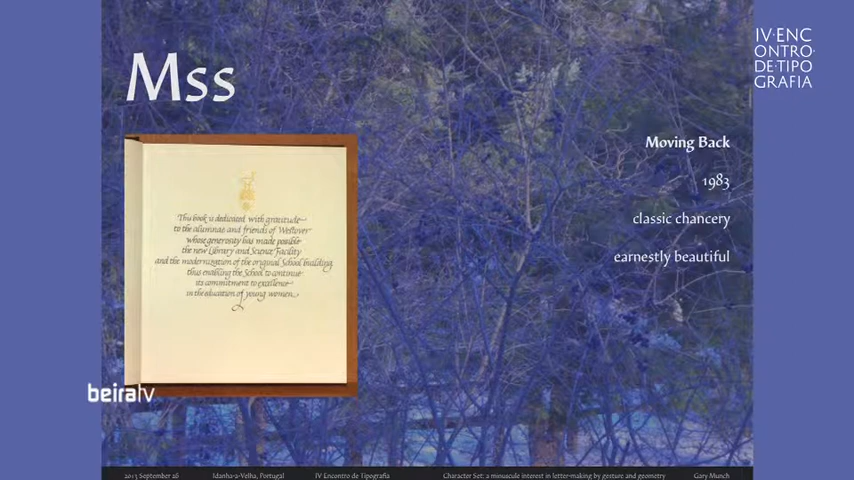 IV·ENC
ONTRO·
DE·TIPO
GRAFIA
Mss
Moving Back
1983
classic chancery
earnestly beautiful
This book is dedicated with gratitude
to the alumnae and friends of Westover
whose generosity has made possible
the new Library and Science Facility
and the modernization of the original School building,
thus enabling the School to continue
its commitment to excellence
in the education of young women.
beiratv
2013 September 26 Idanha-a-Velha, Portugal IV Encontro de Tipografia Character Set: a minuscule interest in letter-making by gesture and geometry Gary Munch